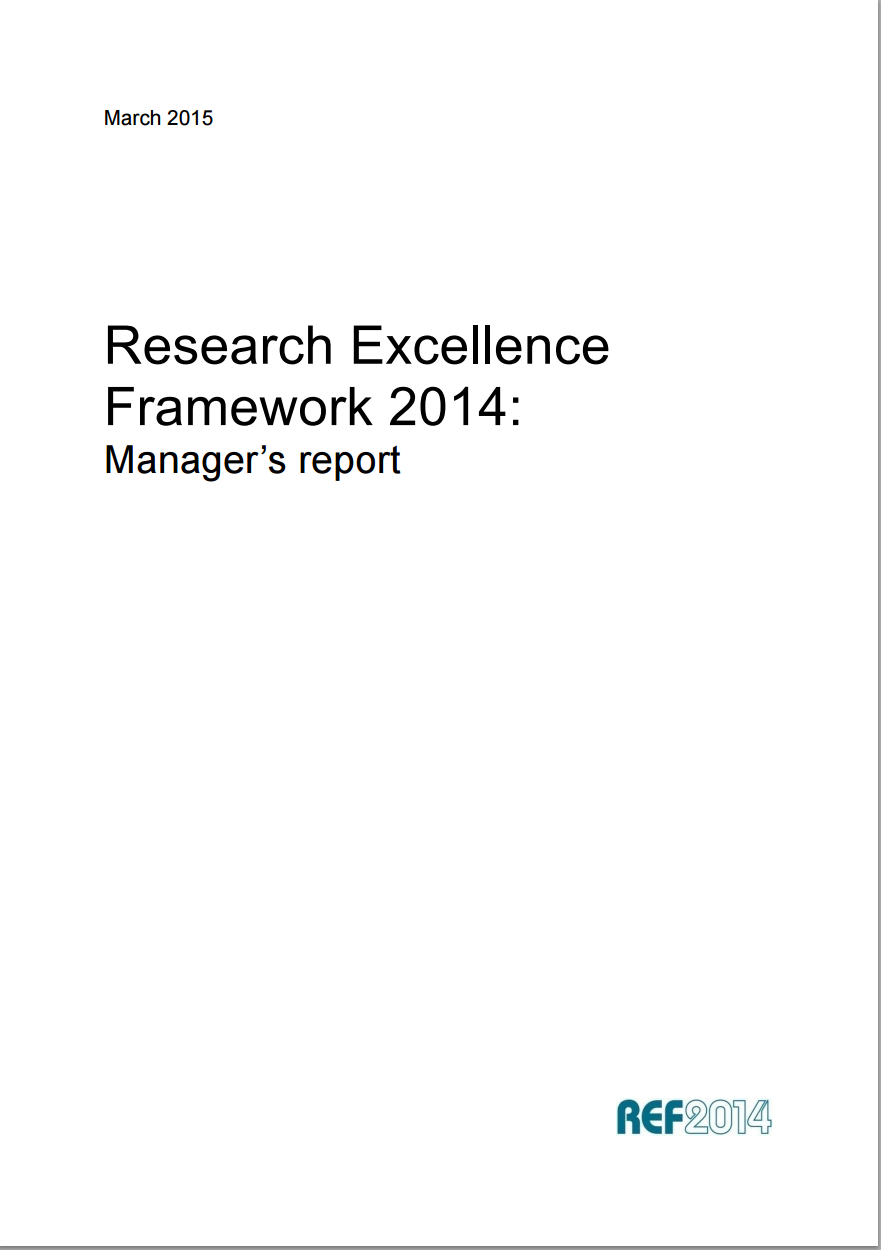 March 2015
Research Excellence
Framework 2014:
Manager’s report
REF2014